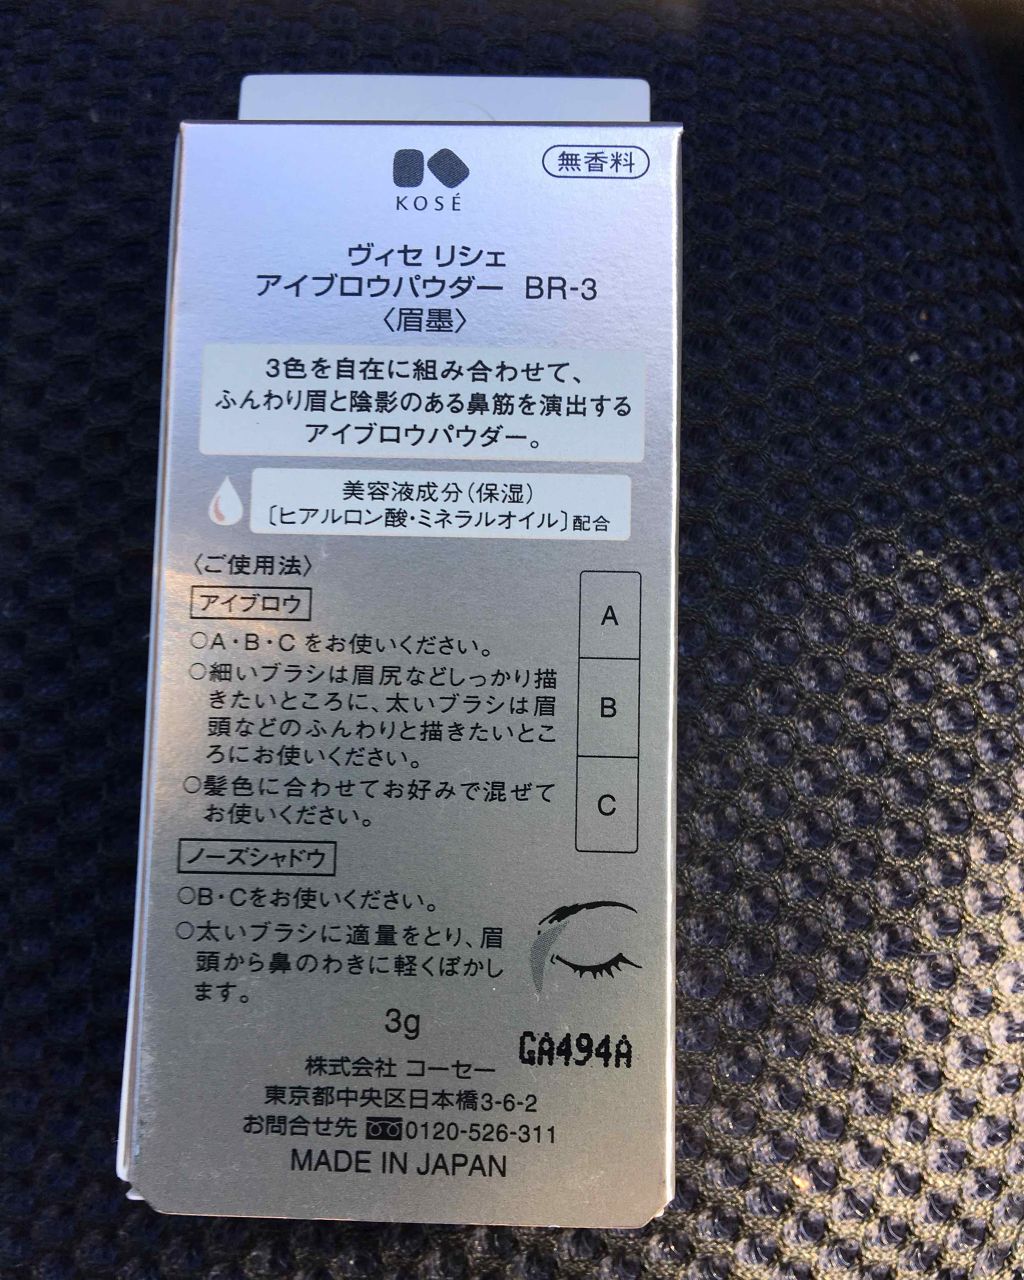 KOSÉ
無香料
ヴィセ リシェ
アイブロウパウダー BR-3
〈眉墨〉
3色を自在に組み合わせて、
ふんわり眉と陰影のある鼻筋を演出する
アイブロウパウダー。
美容液成分(保湿)
〔ヒアルロン酸・ミネラルオイル〕配合
〈ご使用法〉
アイブロウ
○A・B・C をお使いください。
○細いブラシは眉尻などしっかり描
きたいところに、太いブラシは眉
頭などのふんわりと描きたいとこ
ろにお使いください。
○髪色に合わせてお好みで混ぜて
お使いください。
A
B
C
ノーズシャドウ
○B・Cをお使いください。
○太いブラシに適量をとり、眉
頭から鼻のわきに軽くぼかし
ます。
3g
GA494A
株式会社 コーセー
東京都中央区日本橋3-6-2
お問合せ先 0120-526-311
MADE IN JAPAN